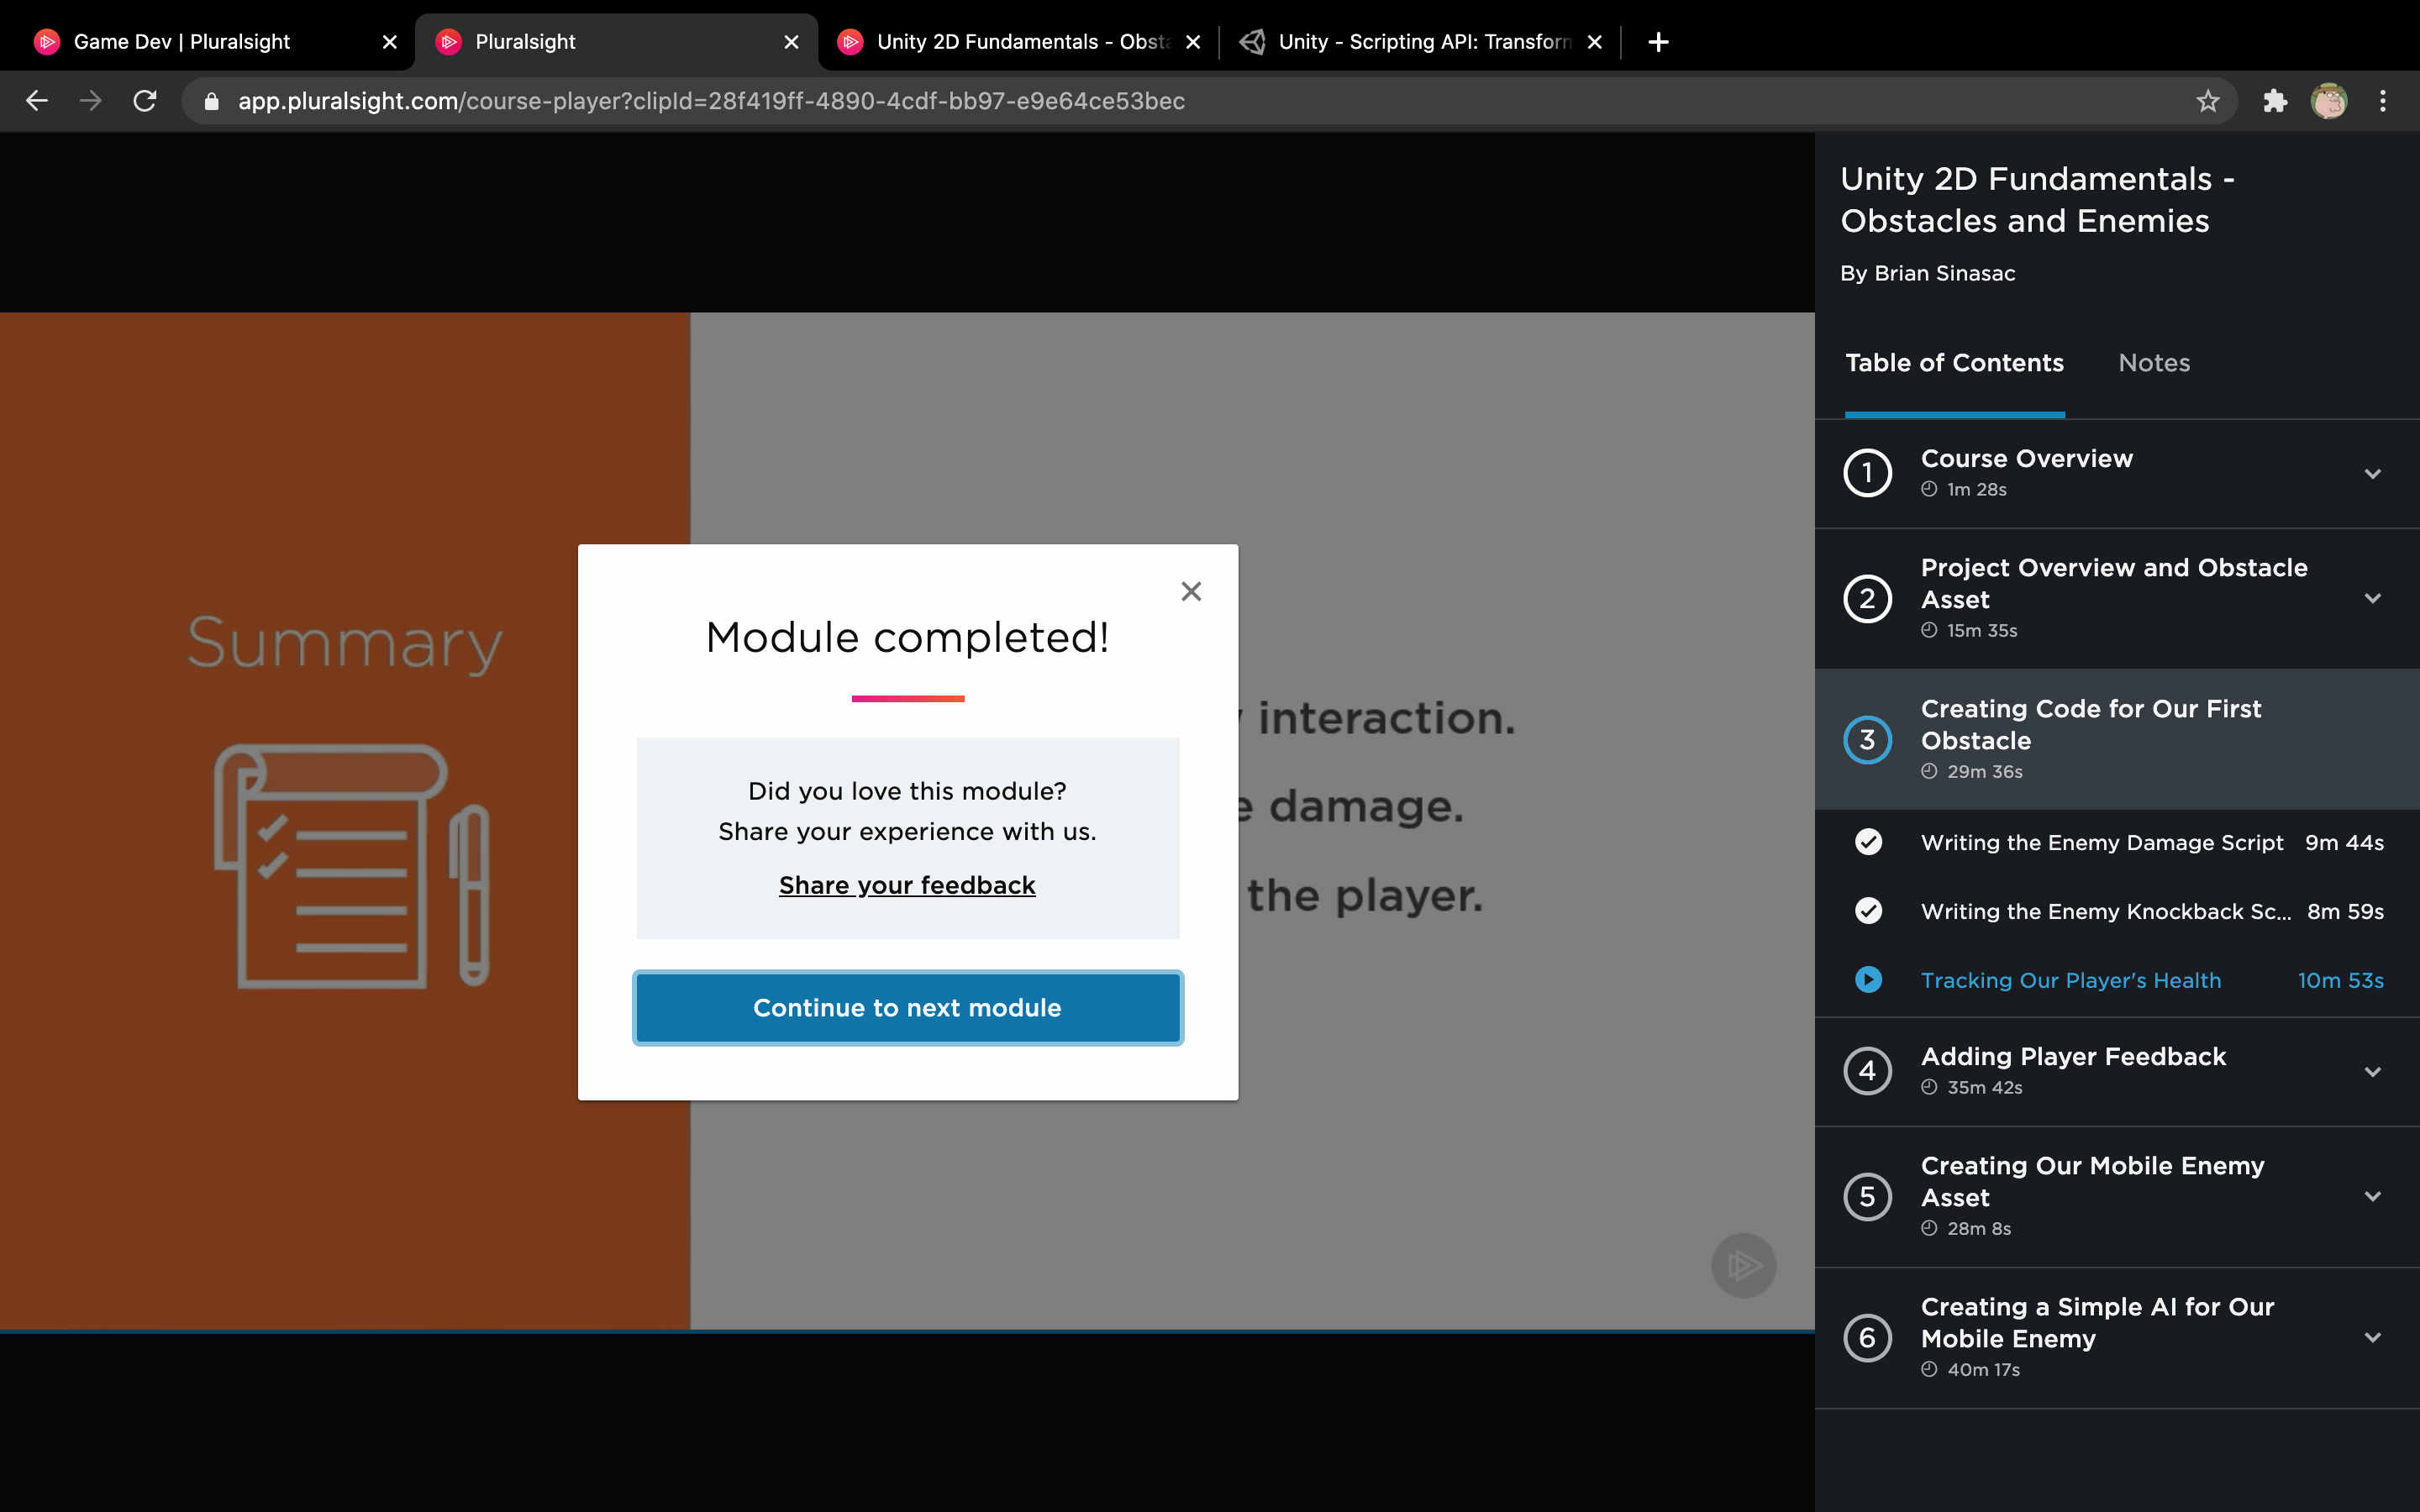 Game Dev | Pluralsight
Pluralsight
Unity 2D Fundamentals - Obsta
Unity - Scripting API: Transform
app.pluralsight.com/course-player?clipId=28f419ff-4890-4cdf-bb97-e9e64ce53bec
Summary
interaction.
damage.
the player.
Module completed!
Did you love this module?
Share your experience with us.
Share your feedback
Continue to next module
Unity 2D Fundamentals -
Obstacles and Enemies
By Brian Sinasac
Table of Contents
Notes
1
Course Overview
1m 28s
2
Project Overview and Obstacle
Asset
15m 35s
3
Creating Code for Our First
Obstacle
29m 36s
Writing the Enemy Damage Script 9m 44s
Writing the Enemy Knockback Sc... 8m 59s
Tracking Our Player's Health 10m 53s
4
Adding Player Feedback
35m 42s
5
Creating Our Mobile Enemy
Asset
28m 8s
6
Creating a Simple AI for Our
Mobile Enemy
40m 17s